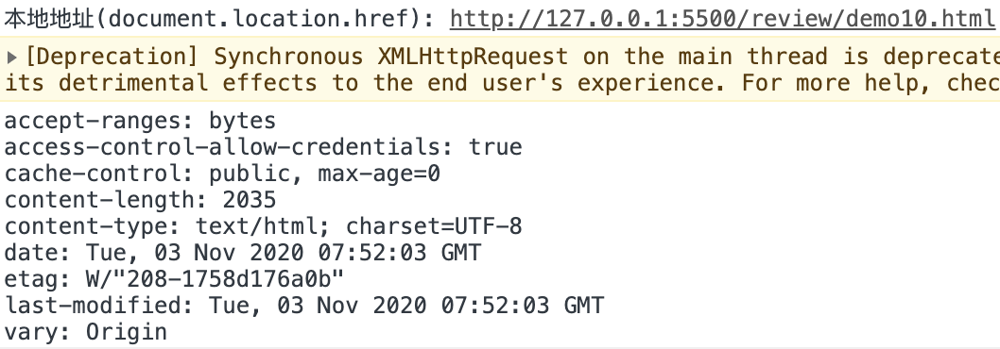 本地地址(document.location.href): http://127.0.0.1:5500/review/demo10.html
[Deprecation] Synchronous XMLHttpRequest on the main thread is deprecate
its detrimental effects to the end user's experience. For more help, chec
accept-ranges: bytes
access-control-allow-credentials: true
cache-control: public, max-age=0
content-length: 2035
content-type: text/html; charset=UTF-8
date: Tue, 03 Nov 2020 07:52:03 GMT
etag: W/"208-1758d176a0b"
last-modified: Tue, 03 Nov 2020 07:52:03 GMT
vary: Origin